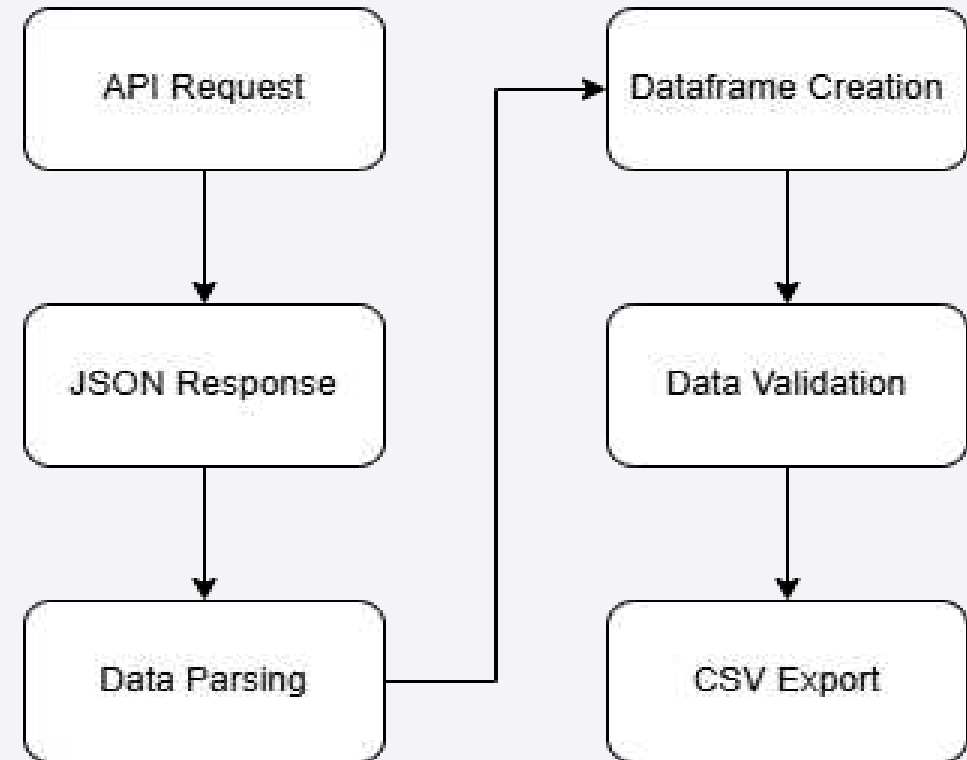 API Request
JSON Response
Data Parsing
Dataframe Creation
Data Validation
CSV Export